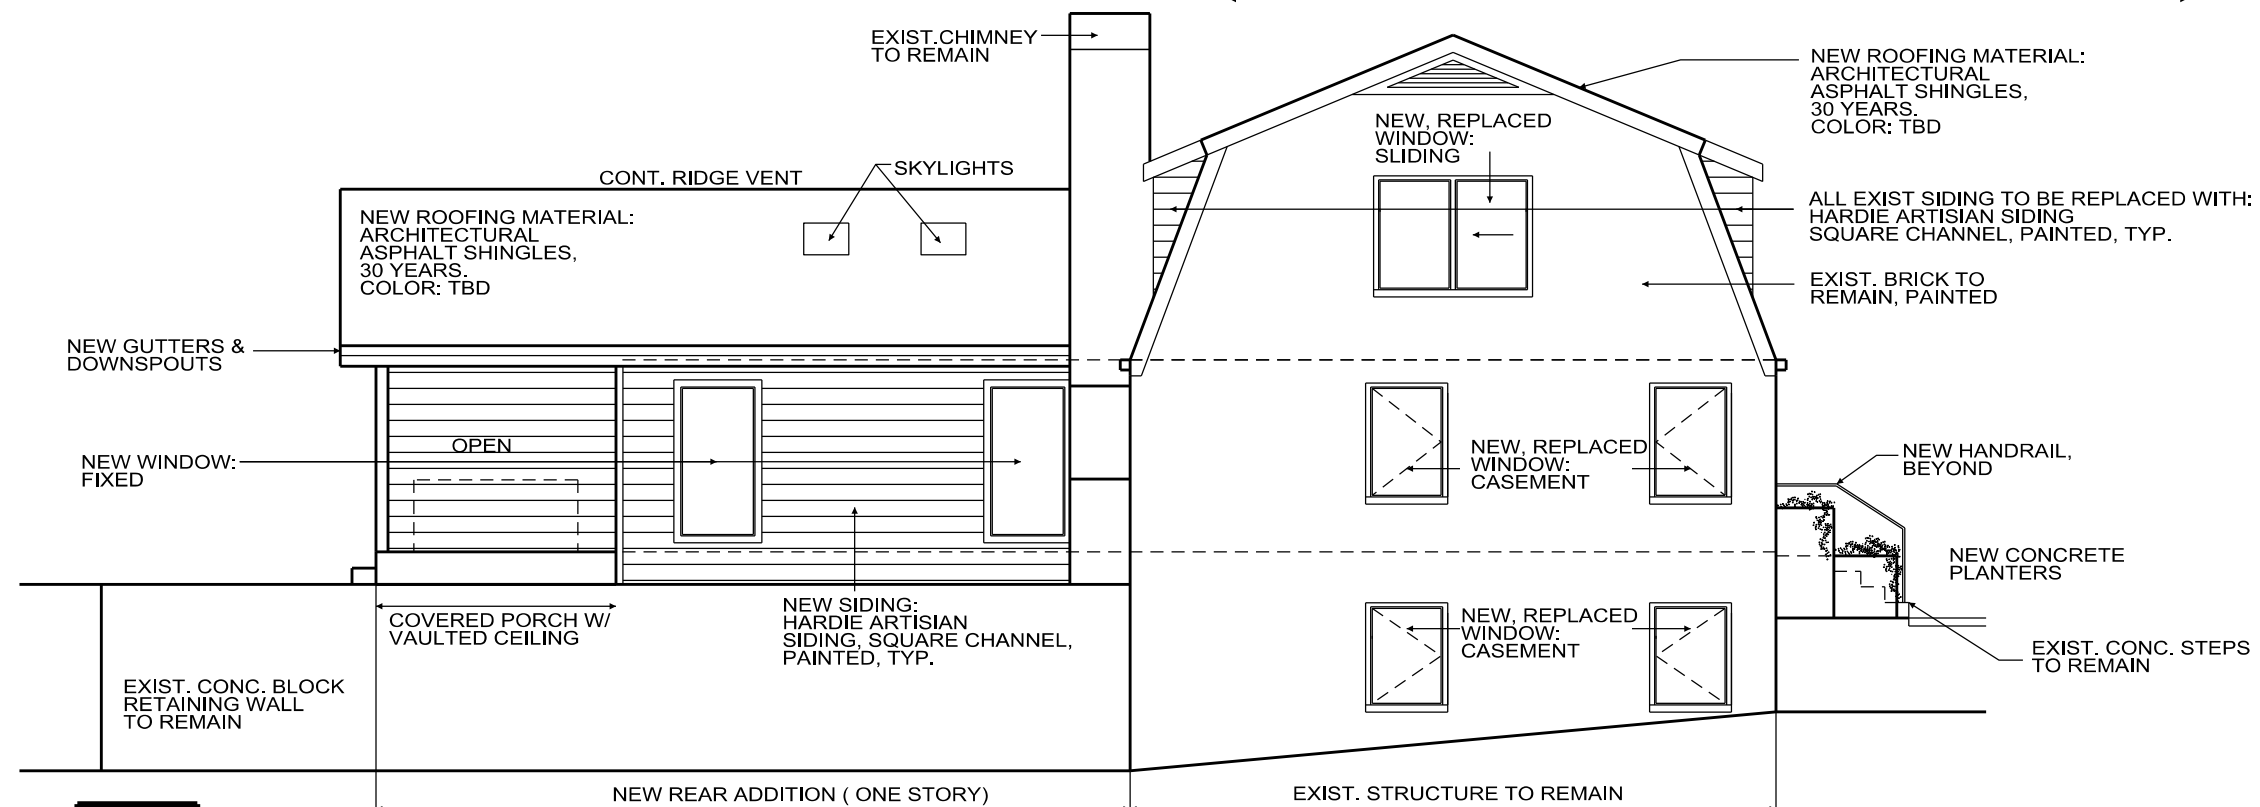 EXIST.CHIMNEY
TO REMAIN
NEW ROOFING MATERIAL:
ARCHITECTURAL
ASPHALT SHINGLES,
30 YEARS.
COLOR: TBD
NEW, REPLACED
WINDOW:
SLIDING
SKYLIGHTS
CONT. RIDGE VENT
NEW ROOFING MATERIAL:
ARCHITECTURAL
ASPHALT SHINGLES,
30 YEARS.
COLOR: TBD
ALL EXIST SIDING TO BE REPLACED WITH:
HARDIE ARTISIAN SIDING
SQUARE CHANNEL, PAINTED, TYP.
EXIST. BRICK TO
REMAIN, PAINTED
NEW GUTTERS &
DOWNSPOUTS
OPEN
NEW WINDOW:
FIXED
NEW, REPLACED
WINDOW:
CASEMENT
NEW HANDRAIL,
BEYOND
NEW CONCRETE
PLANTERS
COVERED PORCH W/
VAULTED CEILING
NEW SIDING:
HARDIE ARTISIAN
SIDING, SQUARE CHANNEL,
PAINTED, TYP.
NEW, REPLACED
WINDOW:
CASEMENT
EXIST. CONC. STEPS
TO REMAIN
EXIST. CONC. BLOCK
RETAINING WALL
TO REMAIN
NEW REAR ADDITION ( ONE STORY)
EXIST. STRUCTURE TO REMAIN